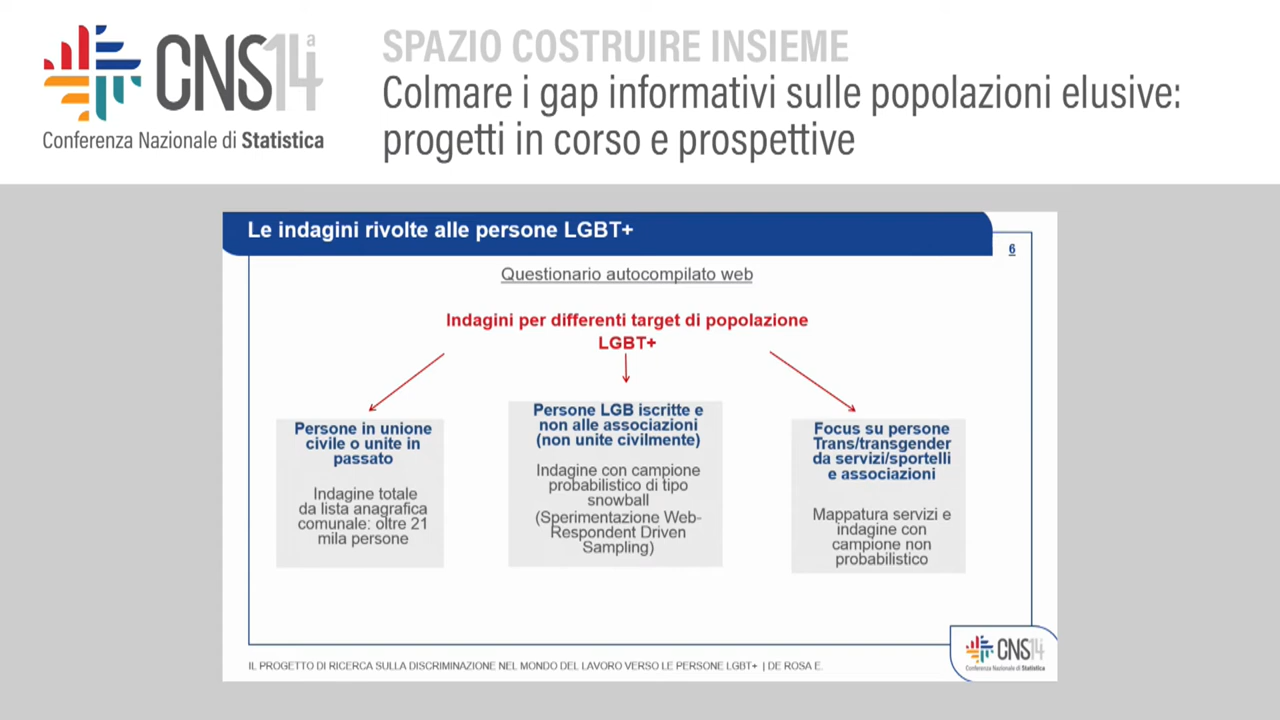 CNS14ª
Conferenza Nazionale di Statistica
SPAZIO COSTRUIRE INSIEME
Colmare i gap informativi sulle popolazioni elusive:
progetti in corso e prospettive
Le indagini rivolte alle persone LGBT+
6
Questionario autocompilato web
Indagini per differenti target di popolazione
LGBT+
Persone in unione
civile o unite in
passato
Indagine totale
da lista anagrafica
comunale: oltre 21
mila persone
Persone LGB iscritte e
non alle associazioni
(non unite civilmente)
Indagine con campione
probabilistico di tipo
snowball
(Sperimentazione Web-
Respondent Driven
Sampling)
Focus su persone
Trans/transgender
da servizi/sportelli
e associazioni
Mappatura servizi e
indagine con
campione non
probabilistico
IL PROGETTO DI RICERCA SULLA DISCRIMINAZIONE NEL MONDO DEL LAVORO VERSO LE PERSONE LGBT+ | DE ROSA E.
CNS14ª
Conferenza Nazionale di Statistica